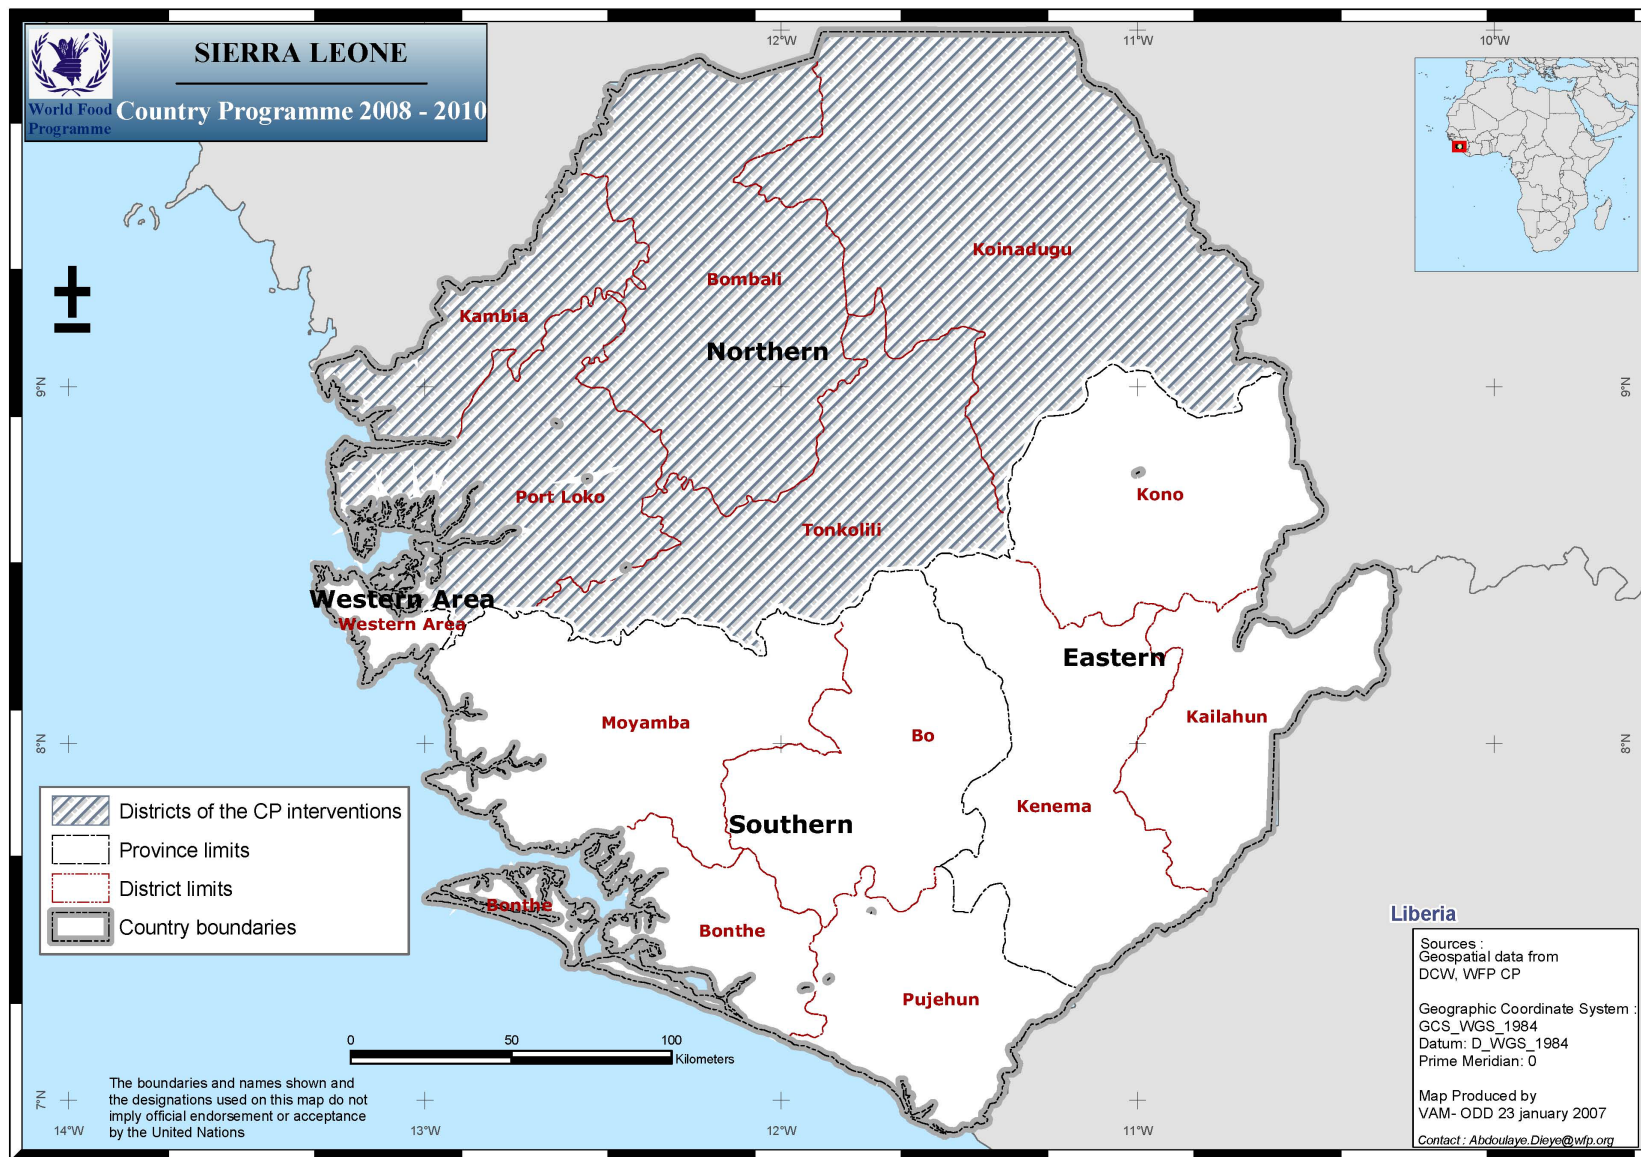 SIERRA LEONE
World Food
Programme
Country Programme 2008 - 2010
12°W
11°W
10°W
Koinadugu
Bombali
Kambia
Northern
9°N
9°N
Port Loko
Kono
Tonkolili
Western Area
Western Area
Eastern
Kailahun
Moyamba
Bo
8°N
8°N
Kenema
Southern
Districts of the CP interventions
Province limits
District limits
Country boundaries
Bonthe
Bonthe
Liberia
Pujehun
0 50 100
Kilometers
Sources :
Geospatial data from
DCW, WFP CP
Geographic Coordinate System :
GCS_WGS_1984
Datum: D_WGS_1984
Prime Meridian: 0
Map Produced by
VAM- ODD 23 january 2007
Contact : Abdoulaye.Dieye@wfp.org
The boundaries and names shown and
the designations used on this map do not
imply official endorsement or acceptance
by the United Nations
7°N
7°N
14°W
13°W
12°W
11°W